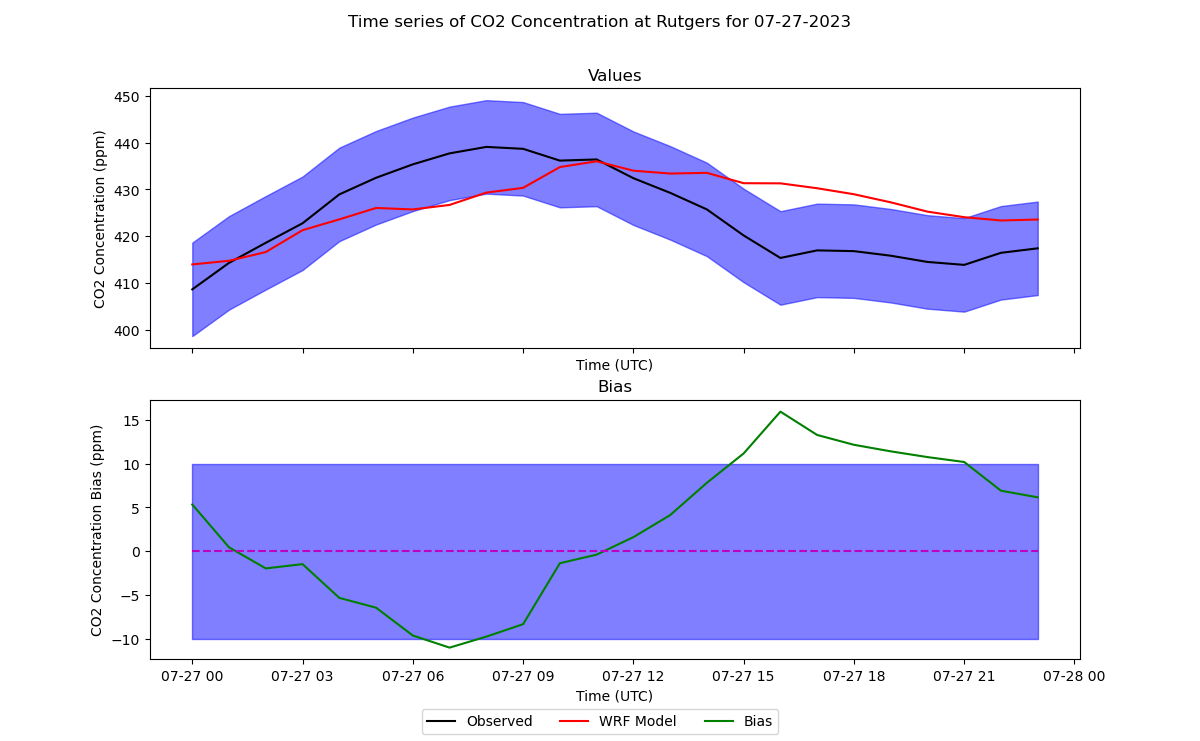 Time series of CO2 Concentration at Rutgers for 07-27-2023
Values
CO2 Concentration (ppm)
450
440
430
420
410
400
Time (UTC)
Bias
CO2 Concentration Bias (ppm)
15
10
5
0
−5
−10
07-27 00 07-27 03 07-27 06 07-27 09 07-27 12 07-27 15 07-27 18 07-27 21 07-28 00
Time (UTC)
Observed WRF Model Bias